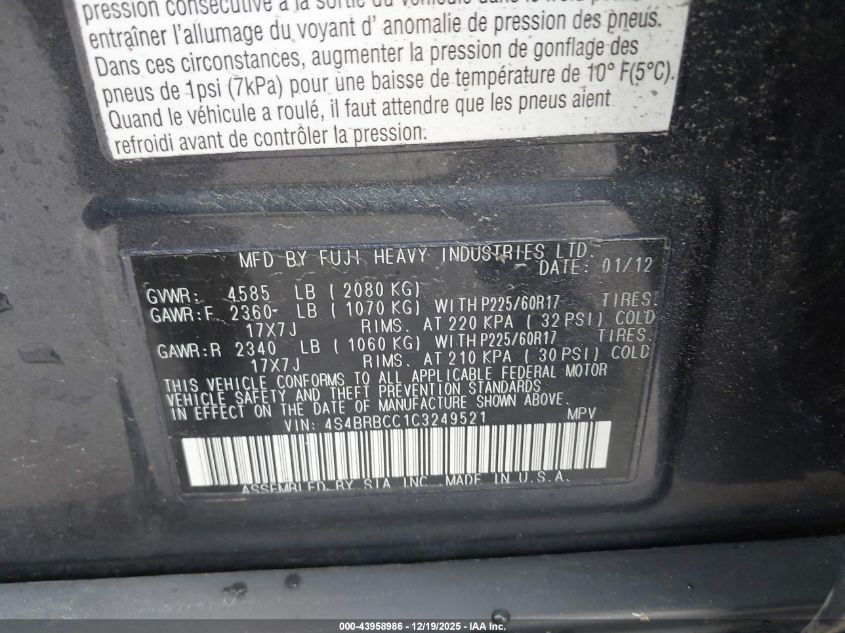 pression consécutive à la sortie du véhicule dans le froid peut
entraîner l'allumage du voyant d' anomalie de pression des pneus.
Dans ces circonstances, augmenter la pression de gonflage des
pneus de 1psi (7kPa) pour une baisse de température de 10° F(5°C).
Quand le véhicule a roulé, il faut attendre que les pneus aient
refroidi avant de contrôler la pression.
MFD BY FUJI HEAVY INDUSTRIES LTD.
DATE: 01/12
GVWR: 4585 LB ( 2080 KG)
GAWR:F 2360- LB ( 1070 KG) WITH P225/60R17 TIRES.
17X7J RIMS. AT 220 KPA ( 32 PSI) COLD
GAWR:R 2340 LB ( 1060 KG) WITH P225/60R17 TIRES.
17X7J RIMS. AT 210 KPA ( 30 PSI) COLD
THIS VEHICLE CONFORMS TO ALL APPLICABLE FEDERAL MOTOR
VEHICLE SAFETY AND THEFT PREVENTION STANDARDS
IN EFFECT ON THE DATE OF MANUFACTURE SHOWN ABOVE.
VIN: 4S4BRBCC1C3249521 MPV
ASSEMBLED BY SIA INC. MADE IN U.S.A.
000-43958986 - 12/19/2025 - IAA Inc.